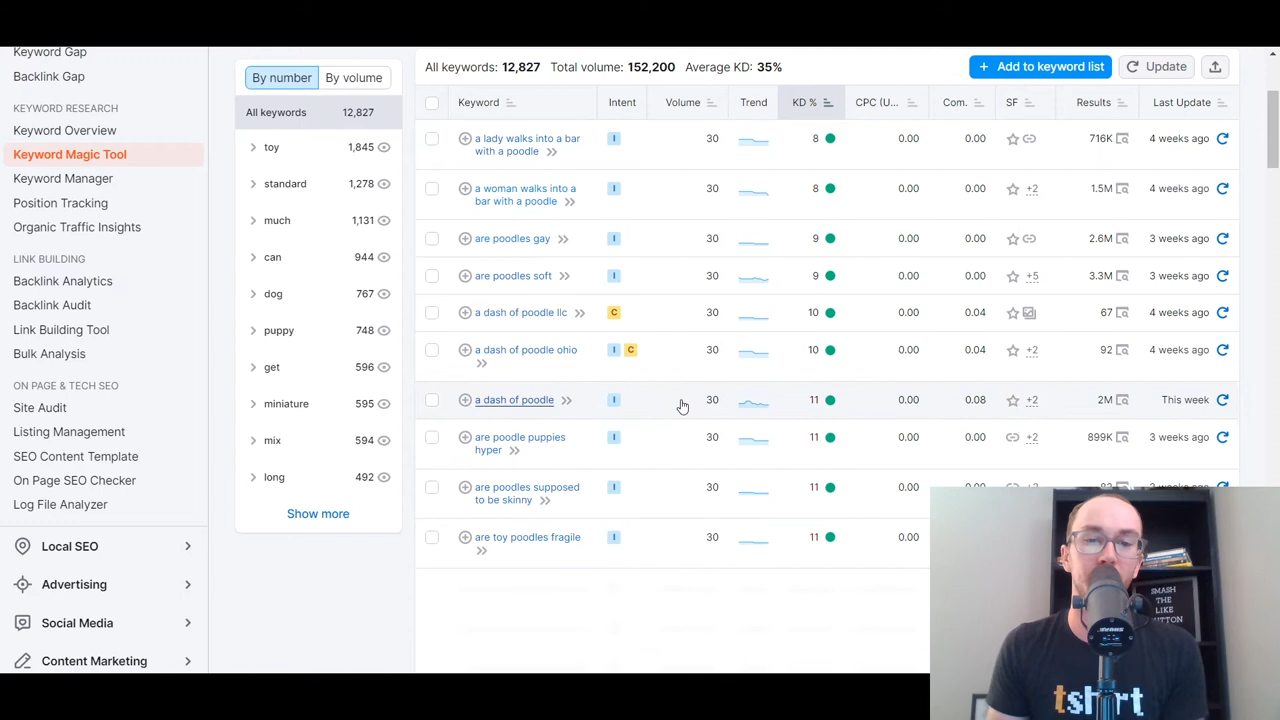 Keyword Gap
Backlink Gap
KEYWORD RESEARCH
Keyword Overview
Keyword Magic Tool
Keyword Manager
Position Tracking
Organic Traffic Insights
LINK BUILDING
Backlink Analytics
Backlink Audit
Link Building Tool
Bulk Analysis
ON PAGE & TECH SEO
Site Audit
Listing Management
SEO Content Template
On Page SEO Checker
Log File Analyzer
Local SEO
Advertising
Social Media
Content Marketing
By number By volume
All keywords 12,827
toy 1,845
standard 1,278
much 1,131
can 944
dog 767
puppy 748
get 596
miniature 595
mix 594
long 492
Show more
All keywords: 12,827 Total volume: 152,200 Average KD: 35%
+ Add to keyword list Update
Keyword Intent Volume Trend KD % CPC (U... Com. SF Results Last Update
a lady walks into a bar I 30 8 0.00 0.00 716K 4 weeks ago
with a poodle
a woman walks into a I 30 8 0.00 0.00 +2 1.5M 4 weeks ago
bar with a poodle
are poodles gay I 30 9 0.00 0.00 2.6M 3 weeks ago
are poodles soft I 30 9 0.00 0.00 +5 3.3M 3 weeks ago
a dash of poodle llc C 30 10 0.00 0.04 67 4 weeks ago
a dash of poodle ohio I C 30 10 0.00 0.04 +2 92 4 weeks ago
a dash of poodle I 30 11 0.00 0.08 +2 2M This week
are poodle puppies I 30 11 0.00 0.00 +2 899K 3 weeks ago
hyper
are poodles supposed I 30 11 0.00 0.00
to be skinny
are toy poodles fragile I 30 11 0.00
SMASH
THE
LIKE
BUTTON
tshirt